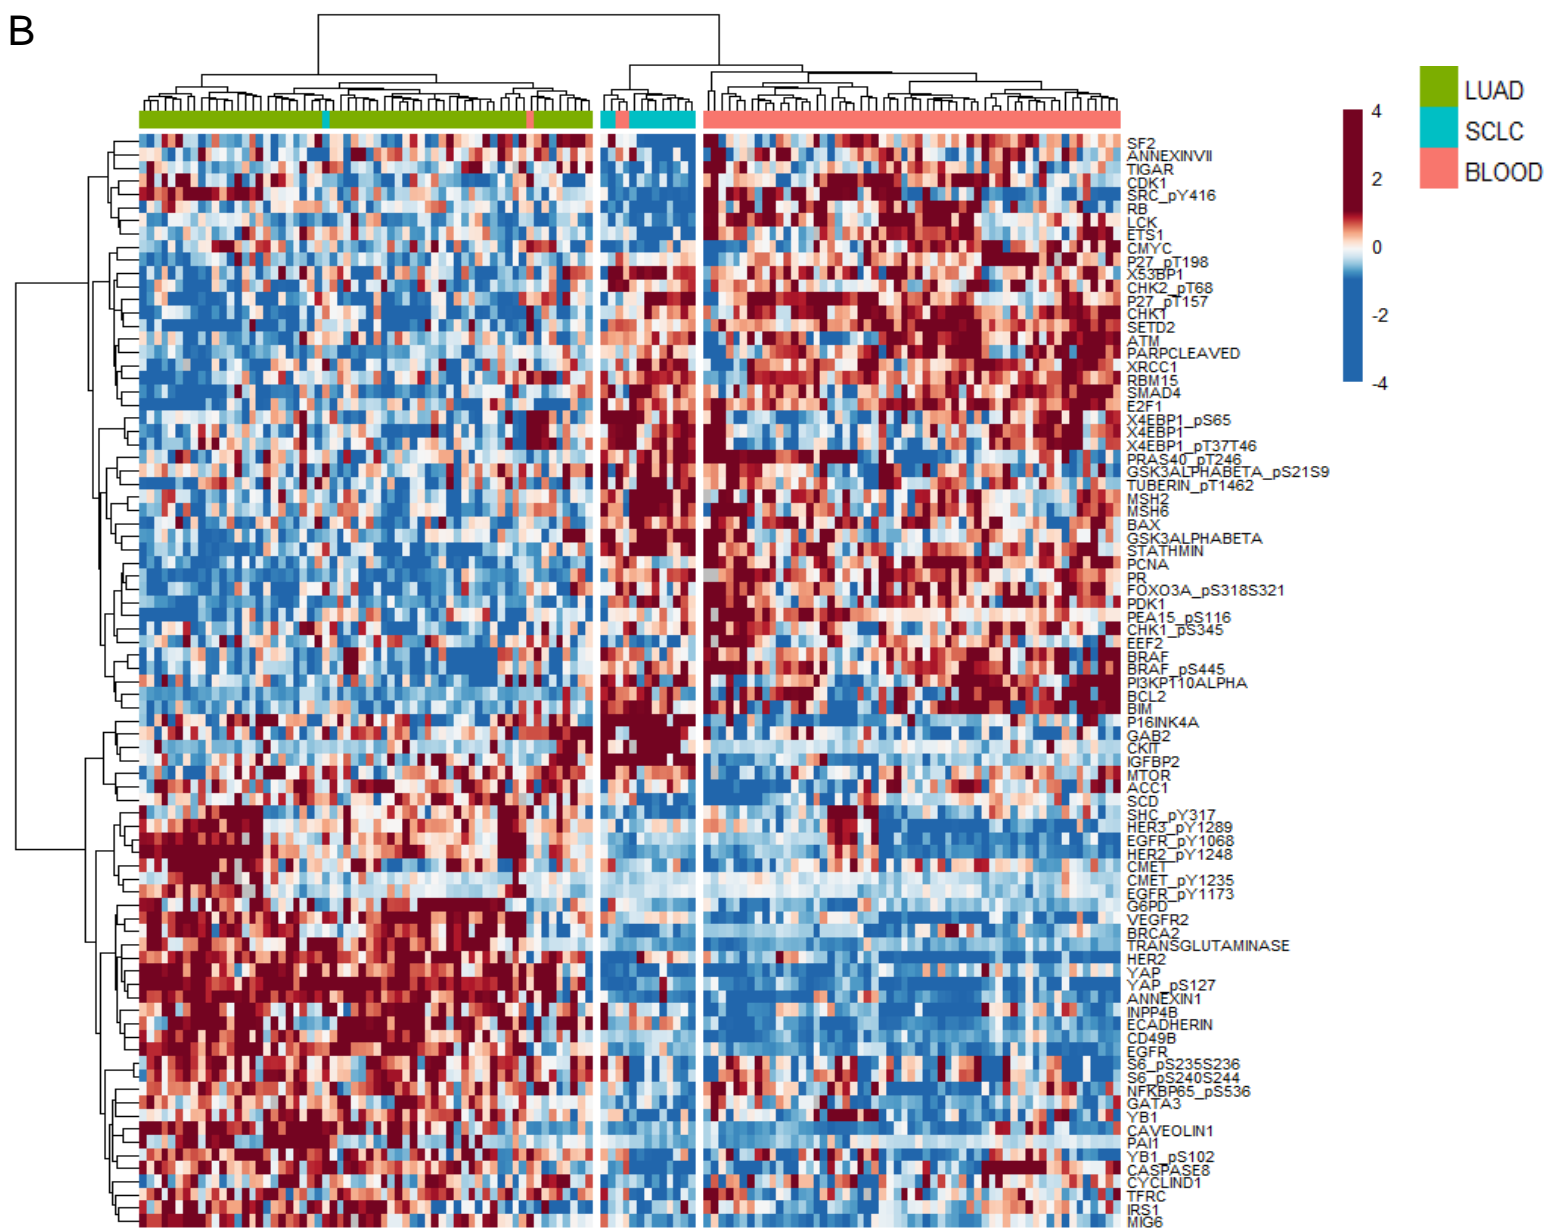 B
LUAD
SCLC
BLOOD
4
2
0
-2
-4
SF2
ANNEXINVII
TIGAR
CDK1
SRC_pY416
RB
LCK
ETS1
CMYC
P27_pT198
X53BP1
CHK2_pT68
P27_pT157
CHK1
SETD2
ATM
PARPCLEAVED
XRCC1
RBM15
SMAD4
E2F1
X4EBP1_pS65
X4EBP1
X4EBP1_pT37T46
PRAS40_pT246
GSK3ALPHABETA_pS21S9
TUBERIN_pT1462
MSH2
MSH6
BAX
GSK3ALPHABETA
STATHMIN
PCNA
PR
FOXO3A_pS318S321
PDK1
PEA15_pS116
CHK1_pS345
EEF2
BRAF
BRAF_pS445
PI3KP110ALPHA
BCL2
BIM
P16INK4A
GAB2
CKIT
IGFBP2
MTOR
ACC1
SCD
SHC_pY317
HER3_pY1289
EGFR_pY1068
HER2_pY1248
CMET
CMET_pY1235
EGFR_pY1173
G6PD
VEGFR2
BRCA2
TRANSGLUTAMINASE
HER2
YAP
YAP_pS127
ANNEXIN1
INPP4B
ECADHERIN
CD49B
EGFR
S6_pS235S236
S6_pS240S244
NFKBP65_pS536
GATA3
YB1
CAVEOLIN1
PAI1
YB1_pS102
CASPASE8
CYCLIND1
TFRC
IRS1
MIG6